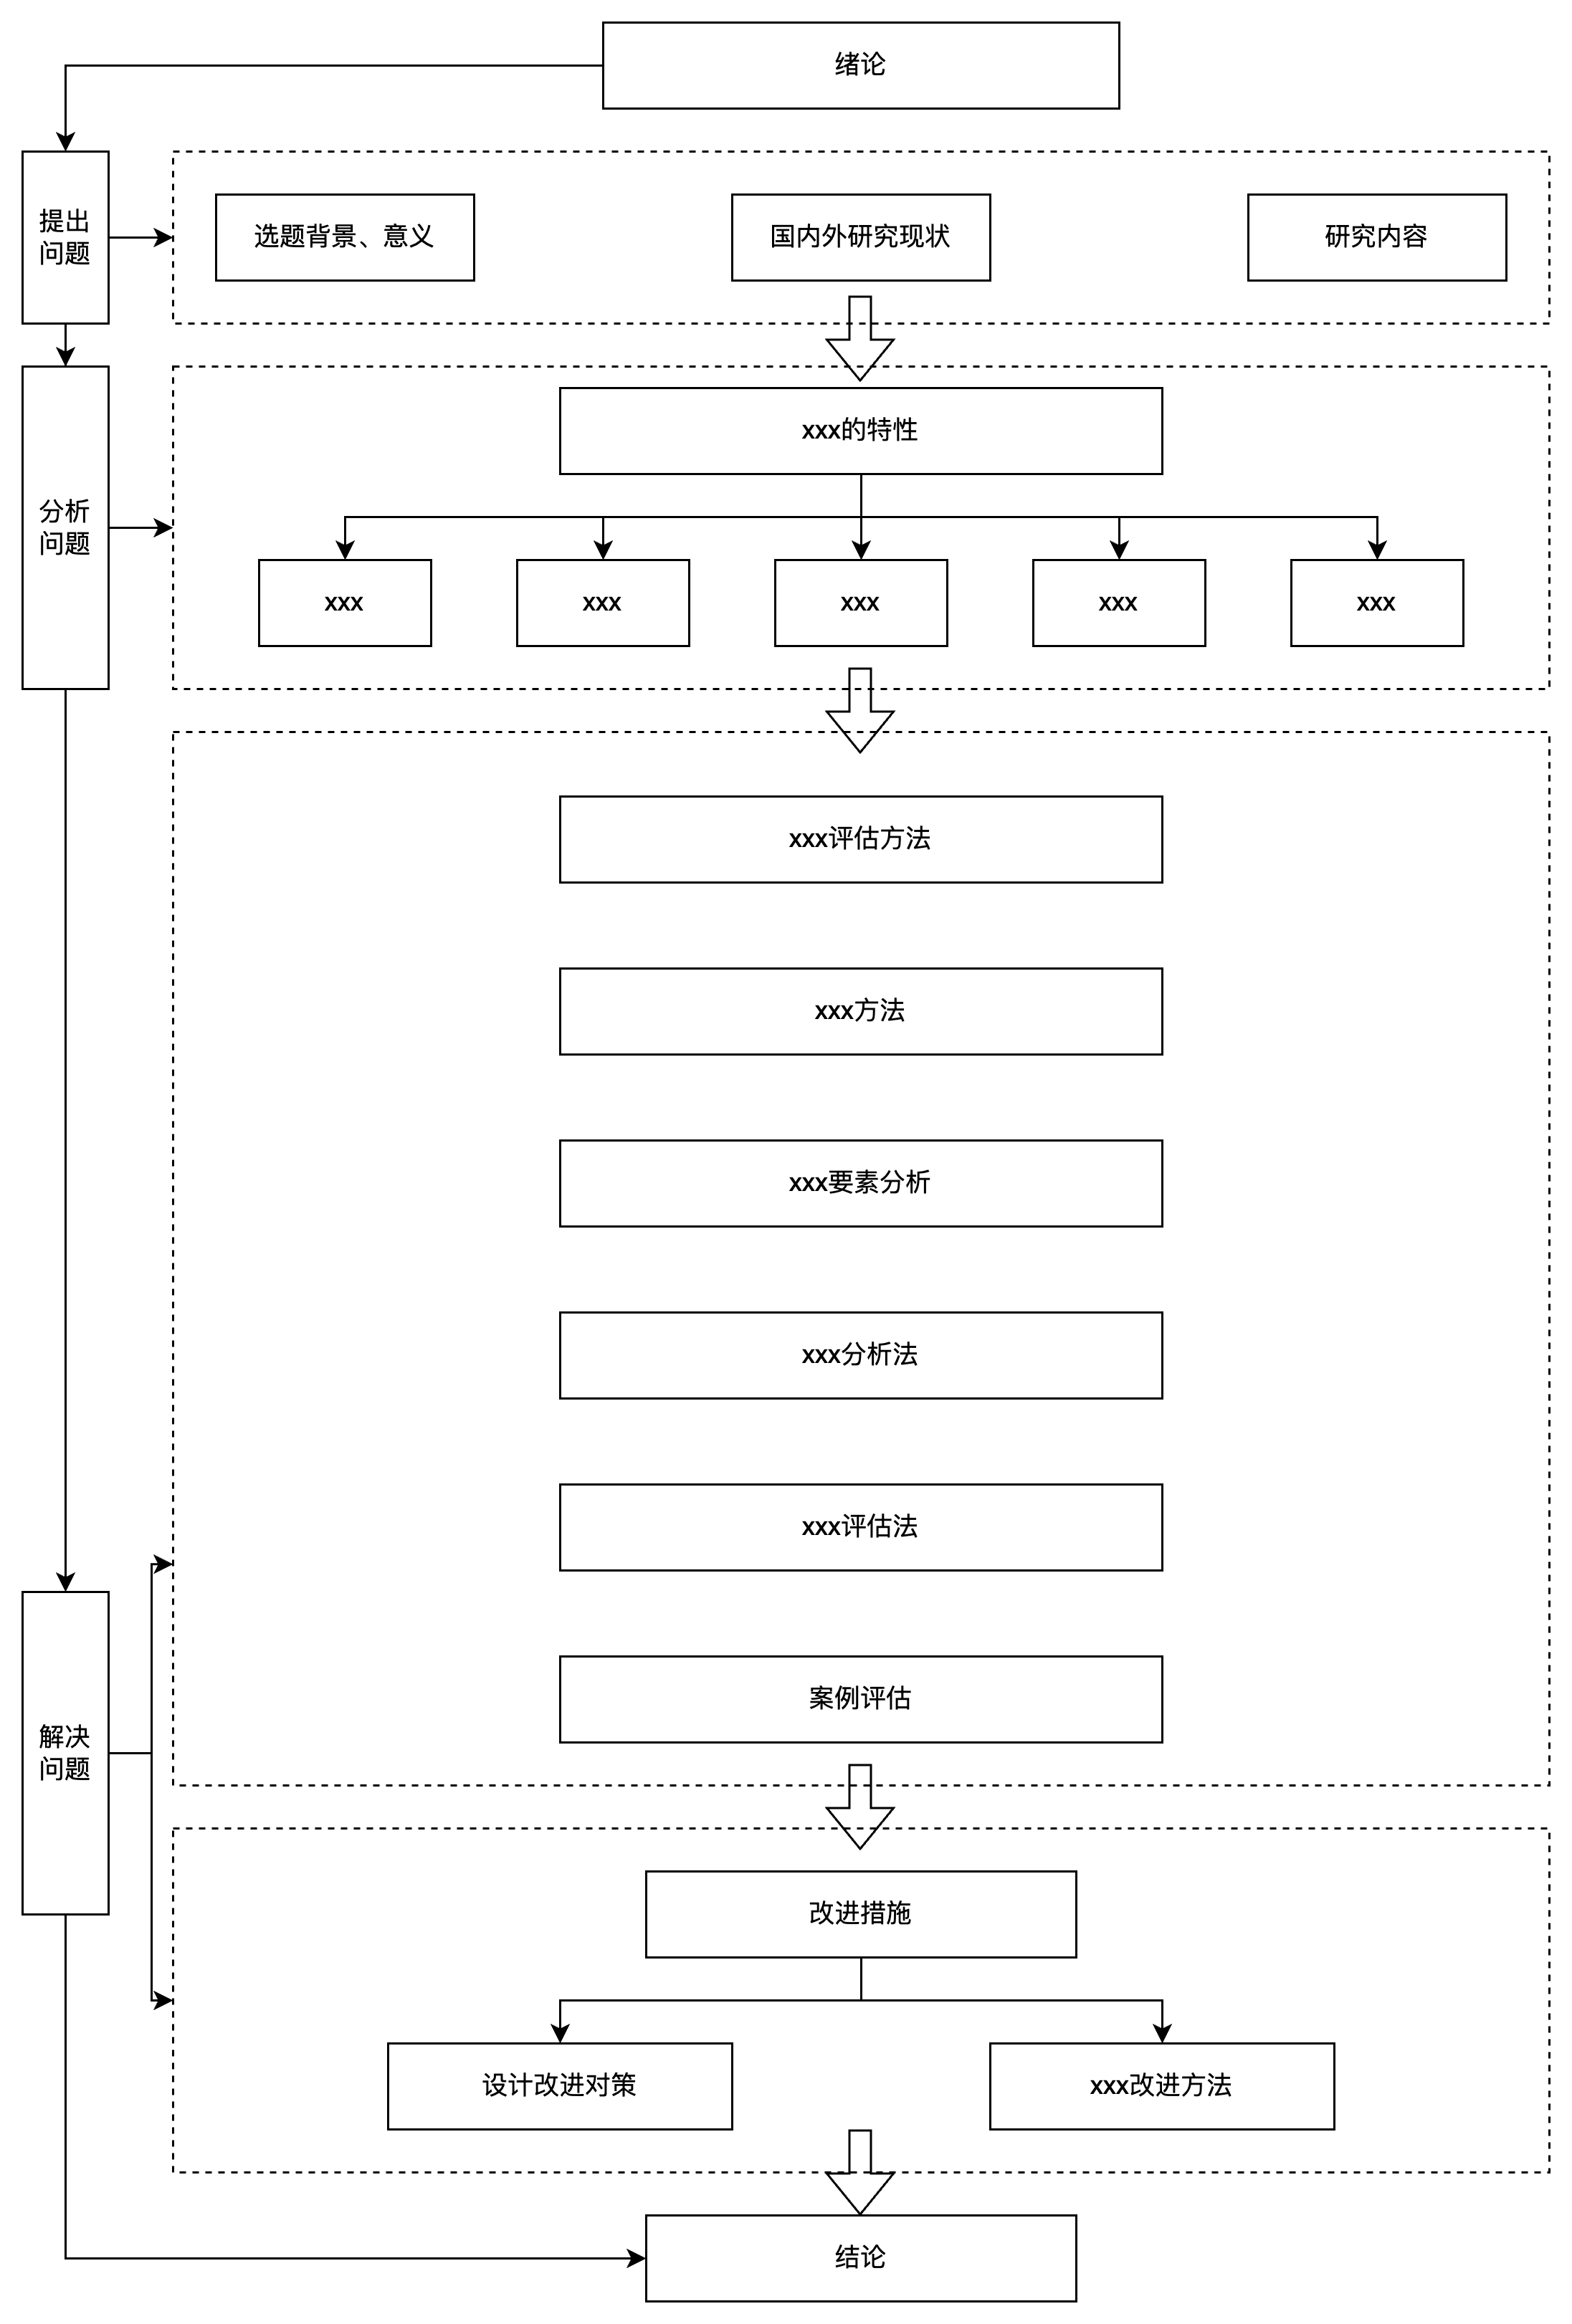 绪论
提出
问题
选题背景、意义
国内外研究现状
研究内容
分析
问题
xxx的特性
xxx
xxx
xxx
xxx
xxx
xxx评估方法
xxx方法
xxx要素分析
xxx分析法
xxx评估法
案例评估
解决
问题
改进措施
设计改进对策
xxx改进方法
结论